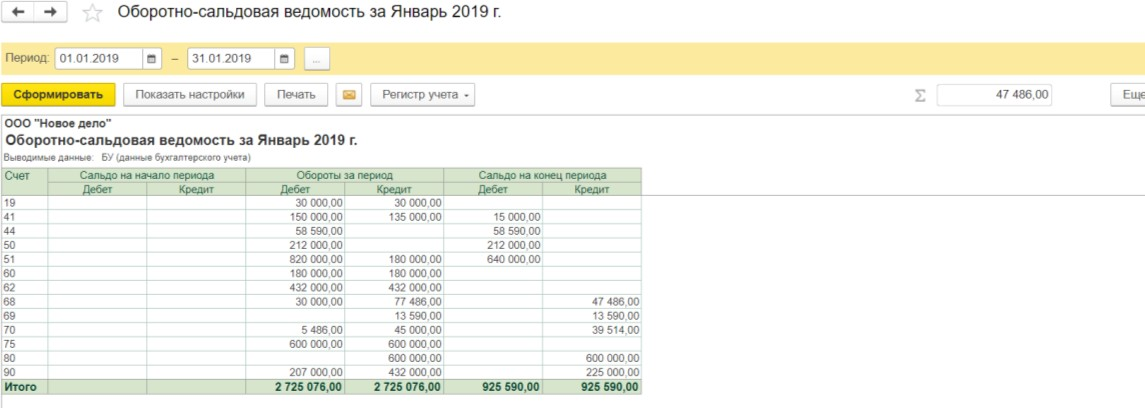 Оборотно-сальдовая ведомость за Январь 2019 г.
Период: 01.01.2019 – 31.01.2019 ...
Сформировать Показать настройки Печать Регистр учета Σ 47 486,00 Еще
ООО "Новое дело"
Оборотно-сальдовая ведомость за Январь 2019 г.
Выводимые данные: БУ (данные бухгалтерского учета)
Счет Сальдо на начало периода Обороты за период Сальдо на конец периода
Дебет Кредит Дебет Кредит Дебет Кредит
19 30 000,00 30 000,00
41 150 000,00 135 000,00 15 000,00
44 58 590,00 58 590,00
50 212 000,00 212 000,00
51 820 000,00 180 000,00 640 000,00
60 180 000,00 180 000,00
62 432 000,00 432 000,00
68 30 000,00 77 486,00 47 486,00
69 13 590,00 13 590,00
70 5 486,00 45 000,00 39 514,00
75 600 000,00 600 000,00
80 600 000,00 600 000,00
90 207 000,00 432 000,00 225 000,00
Итого 2 725 076,00 2 725 076,00 925 590,00 925 590,00